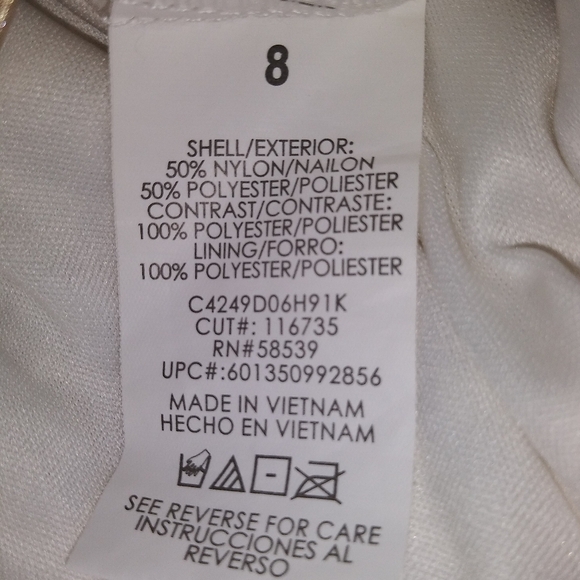 8
SHELL/EXTERIOR:
50% NYLON/NAILON
50% POLYESTER/POLIESTER
CONTRAST/CONTRASTE:
100% POLYESTER/POLIESTER
LINING/FORRO:
100% POLYESTER/POLIESTER
C4249D06H91K
CUT#: 116735
RN#58539
UPC#:601350992856
MADE IN VIETNAM
HECHO EN VIETNAM
SEE REVERSE FOR CARE
INSTRUCCIONES AL
REVERSO